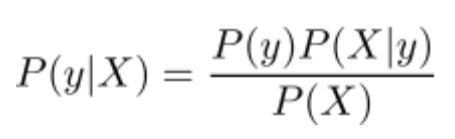 P(y|X) = P(y)P(X|y) / P(X)